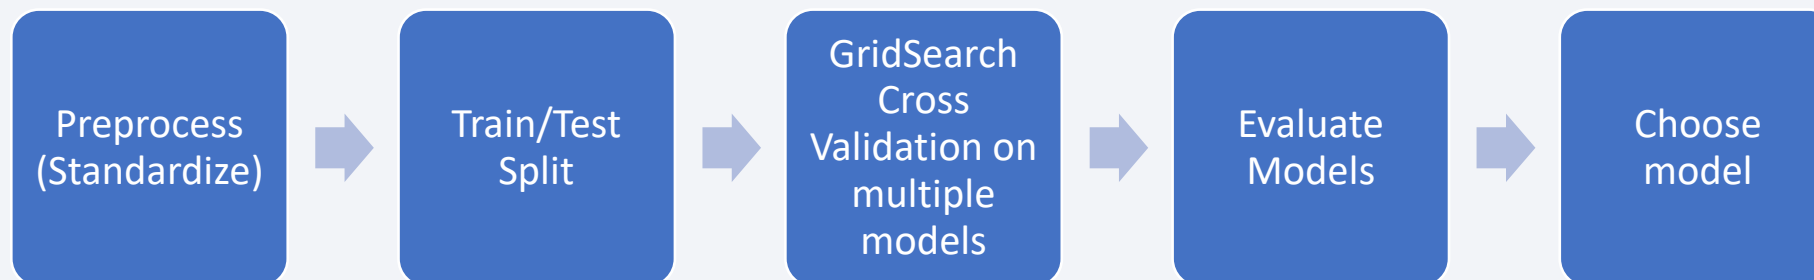 Preprocess
(Standardize)
Train/Test
Split
GridSearch
Cross
Validation on
multiple
models
Evaluate
Models
Choose
model